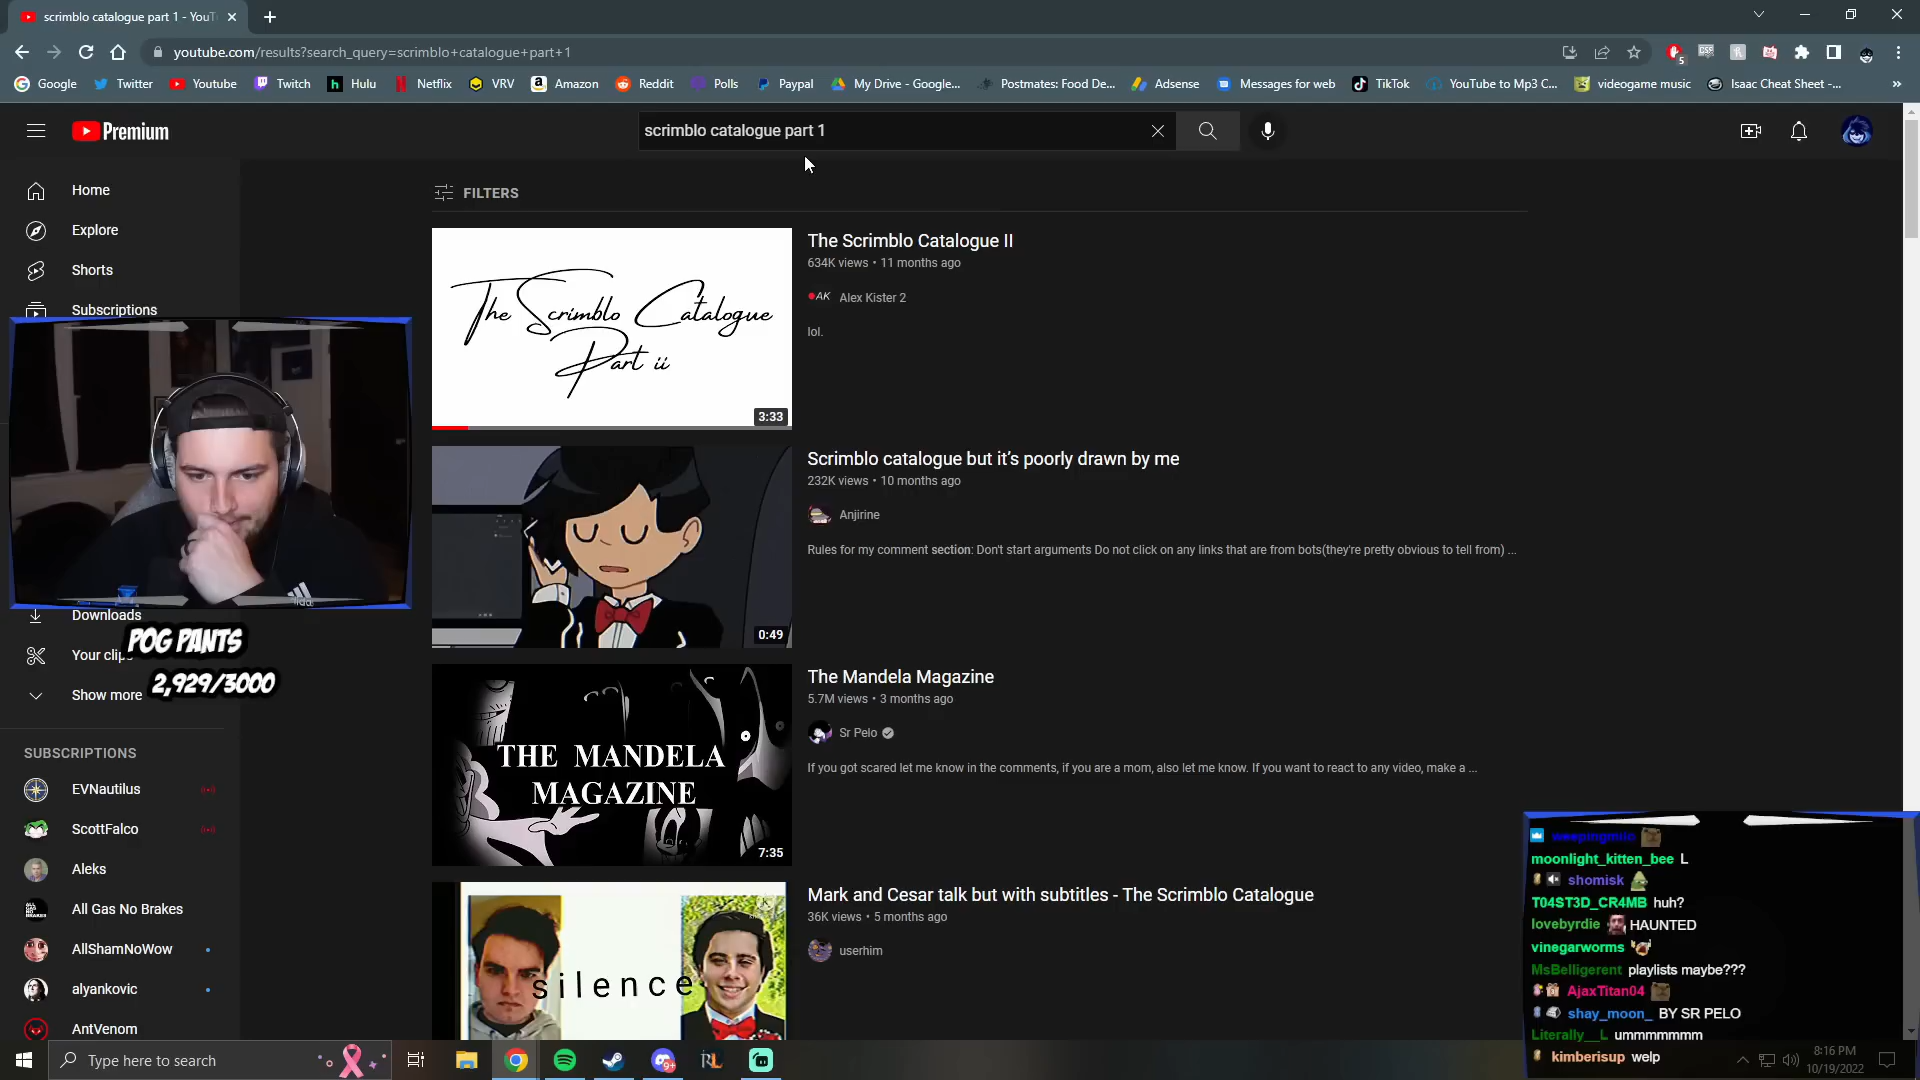 scrimblo catalogue part 1 - YouT
youtube.com/results?search_query=scrimblo+catalogue+part+1
5
Google Twitter Youtube Twitch Hulu Netflix VRV Amazon Reddit Polls Paypal My Drive - Google... Postmates: Food De... Adsense Messages for web TikTok YouTube to Mp3 C... videogame music Isaac Cheat Sheet -... »
Premium
scrimblo catalogue part 1
Home
Explore
Shorts
Subscriptions
Downloads
Your clips
Show more
POG PANTS
2,929/3000
SUBSCRIPTIONS
EVNautilus
ScottFalco
Aleks
All Gas No Brakes
AllShamNoWow
alyankovic
AntVenom
FILTERS
The Scrimblo Catalogue
Part ii
3:33
The Scrimblo Catalogue II
634K views • 11 months ago
AK Alex Kister 2
lol.
0:49
Scrimblo catalogue but it's poorly drawn by me
232K views • 10 months ago
Anjirine
Rules for my comment section: Don't start arguments Do not click on any links that are from bots(they're pretty obvious to tell from) ...
THE MANDELA
MAGAZINE
7:35
The Mandela Magazine
5.7M views • 3 months ago
Sr Pelo
If you got scared let me know in the comments, if you are a mom, also let me know. If you want to react to any video, make a ...
silence
Mark and Cesar talk but with subtitles - The Scrimblo Catalogue
36K views • 5 months ago
userhim
weepingmilo
moonlight_kitten_bee L
shomisk
T04ST3D_CR4MB huh?
lovebyrdie HAUNTED
vinegarworms
MsBelligerent playlists maybe???
AjaxTitan04
shay_moon_ BY SR PELO
Literally__L ummmmmmm
kimberisup welp
Type here to search
9+
8:16 PM
10/19/2022